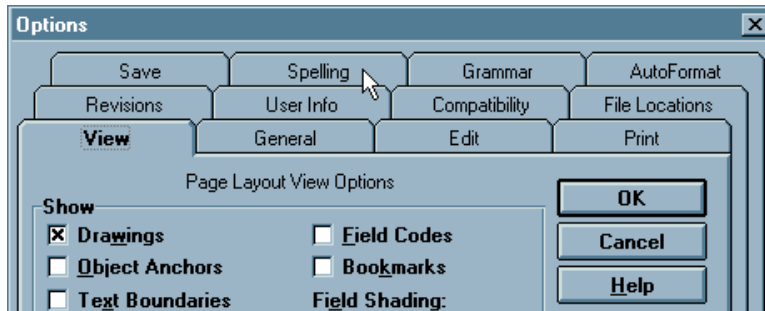 Options
Save Spelling Grammar AutoFormat
Revisions User Info Compatibility File Locations
View General Edit Print
Page Layout View Options
Show
OK
Drawings Field Codes
Cancel
Object Anchors Bookmarks
Help
Text Boundaries Field Shading: